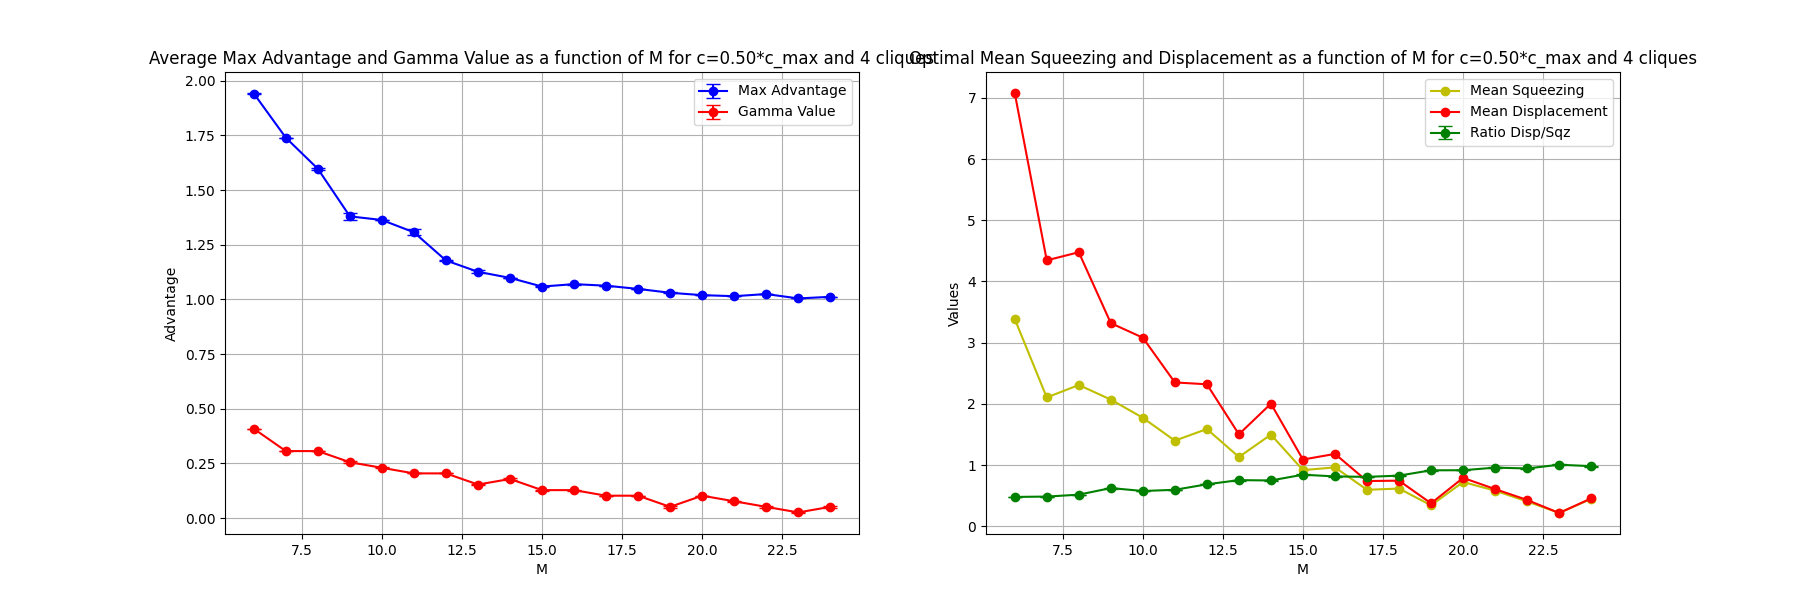 Average Max Advantage and Gamma Value as a function of M for c=0.50*c_max and 4 cliques
Max Advantage
Gamma Value
Advantage
2.00
1.75
1.50
1.25
1.00
0.75
0.50
0.25
0.00
7.5 10.0 12.5 15.0 17.5 20.0 22.5
M
Optimal Mean Squeezing and Displacement as a function of M for c=0.50*c_max and 4 cliques
Mean Squeezing
Mean Displacement
Ratio Disp/Sqz
Values
7
6
5
4
3
2
1
0
7.5 10.0 12.5 15.0 17.5 20.0 22.5
M